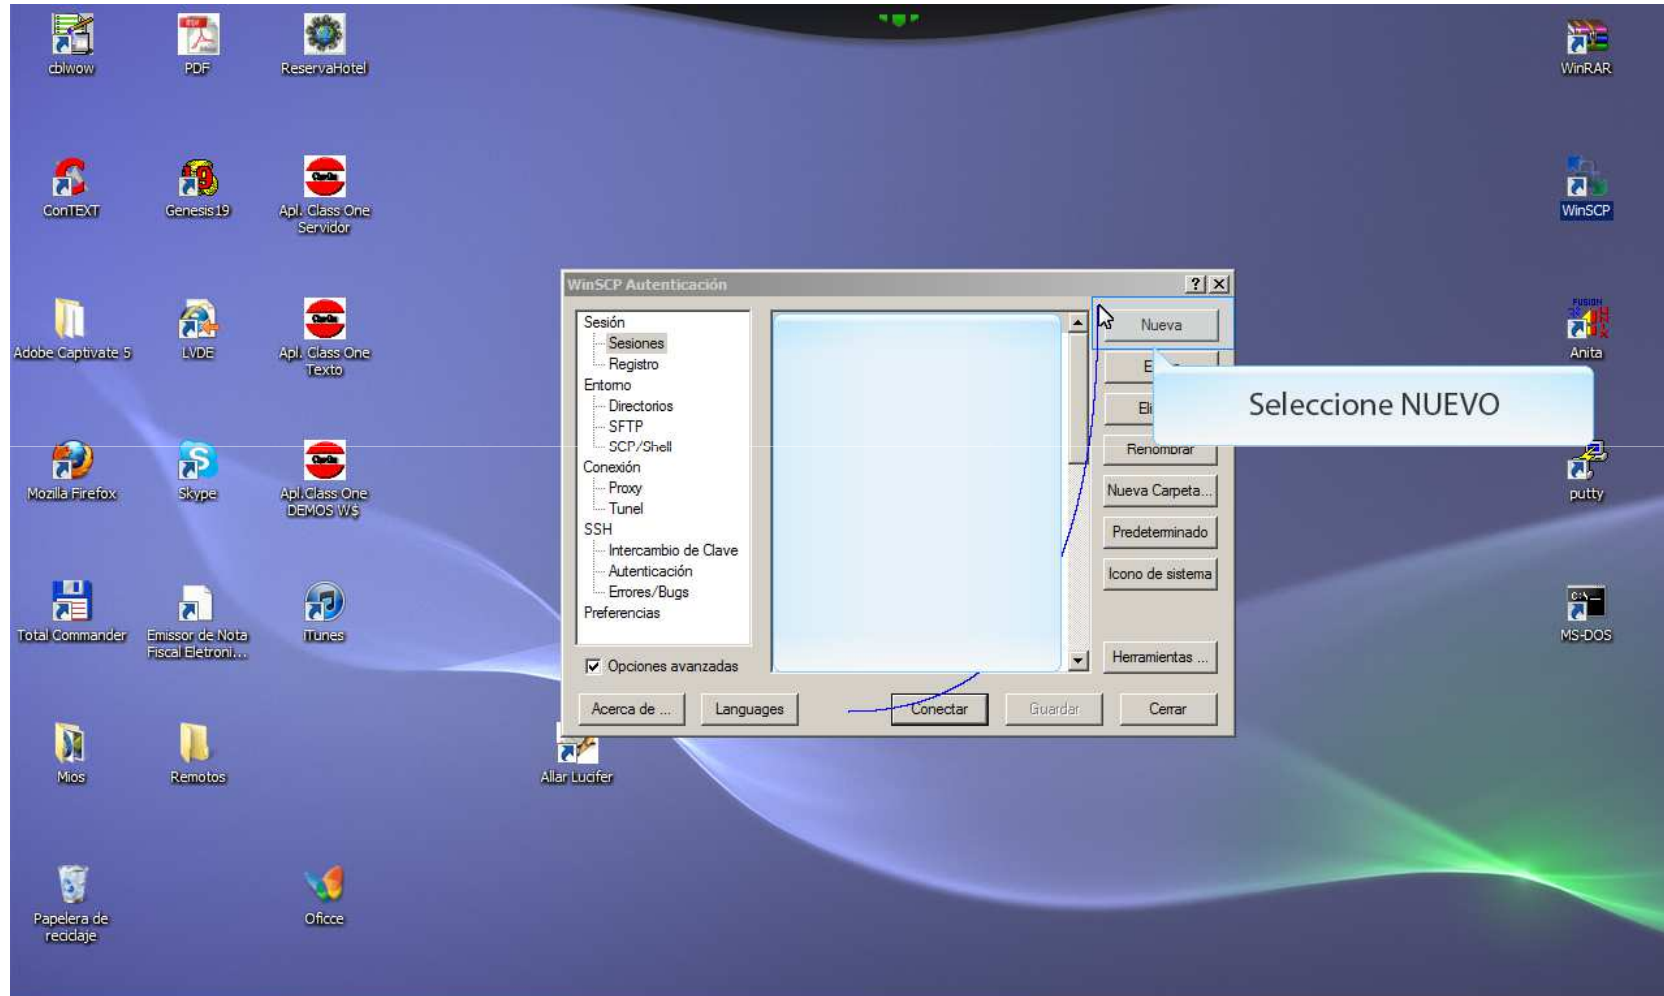 cblwow
PDF
ReservaHotel
WinRAR
ConTEXT
Genesis19
Apl. Class One
Servidor
WinSCP
Adobe Captivate 5
LVDE
Apl. Class One
Texto
Anita
Mozilla Firefox
Skype
Apl.Class One
DEMOS W$
putty
Total Commander
Emissor de Nota
Fiscal Eletroni...
iTunes
MS-DOS
Mios
Remotos
Allar Lucifer
Papelera de
reciclaje
Oficce
WinSCP Autenticación
Sesión
Sesiones
Registro
Entorno
Directorios
SFTP
SCP/Shell
Conexión
Proxy
Tunel
SSH
Intercambio de Clave
Autenticación
Errores/Bugs
Preferencias
Opciones avanzadas
Nueva
Seleccione NUEVO
Renombrar
Nueva Carpeta...
Predeterminado
Icono de sistema
Herramientas ...
Acerca de ...
Languages
Conectar
Guardar
Cerrar